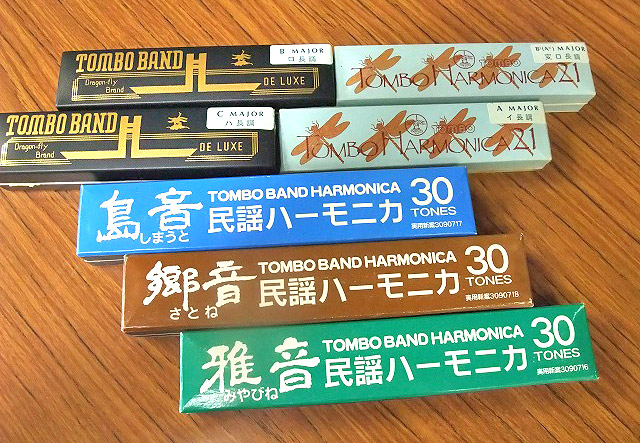 TOMBO BAND
Dragon-fly
Brand
DE LUXE
B MAJOR
ロ長調
B♭(A♯) MAJOR
変ロ長調
TOMBO
TOMBO HARMONICA 21
TOMBO BAND
Dragon-fly
Brand
DE LUXE
C MAJOR
ハ長調
A MAJOR
イ長調
TOMBO
TOMBO HARMONICA 21
島音
しまうと
TOMBO BAND HARMONICA
民謡ハーモニカ
30
TONES
実用新案3090717
郷音
さとね
TOMBO BAND HARMONICA
民謡ハーモニカ
30
TONES
実用新案3090718
雅音
みやびね
TOMBO BAND HARMONICA
民謡ハーモニカ
30
TONES
実用新案3090716